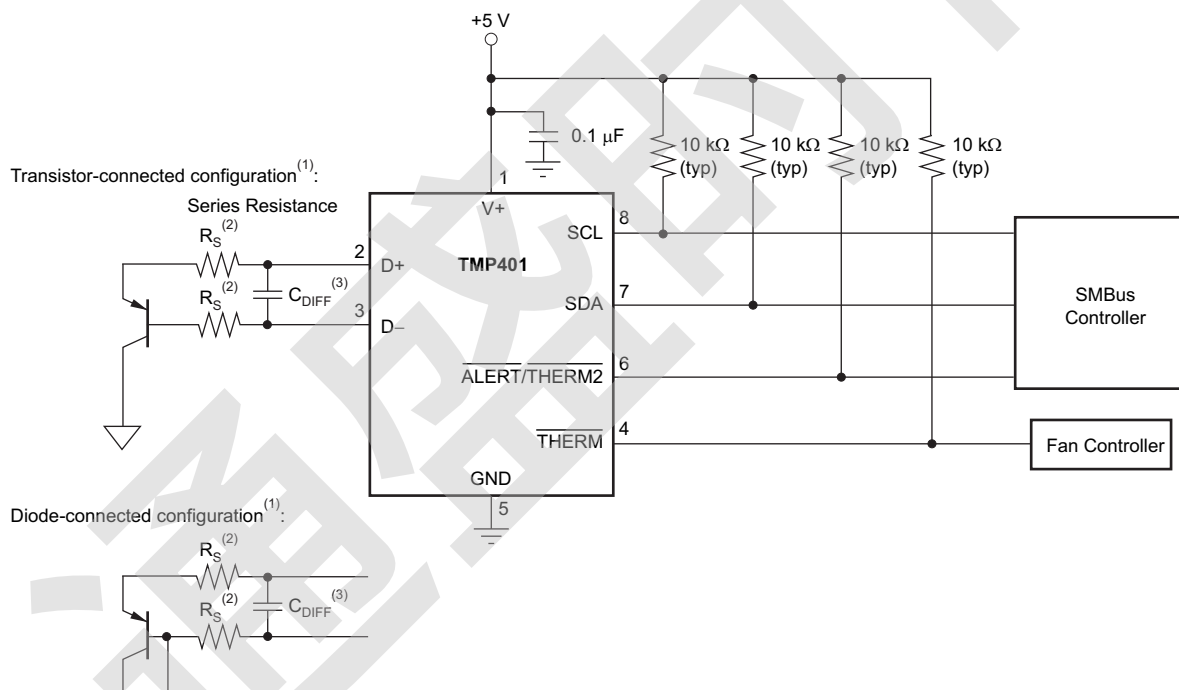 +5 V
0.1 μF
10 kΩ
(typ)
10 kΩ
(typ)
10 kΩ
(typ)
10 kΩ
(typ)
Transistor-connected configuration(1):
Series Resistance
RS(2)
RS(2)
CDIFF(3)
1
V+
2
D+
3
D−
TMP401
SCL
8
SDA
7
ALERT/THERM2
6
THERM
4
GND
5
SMBus
Controller
Fan Controller
Diode-connected configuration(1):
RS(2)
RS(2)
CDIFF(3)